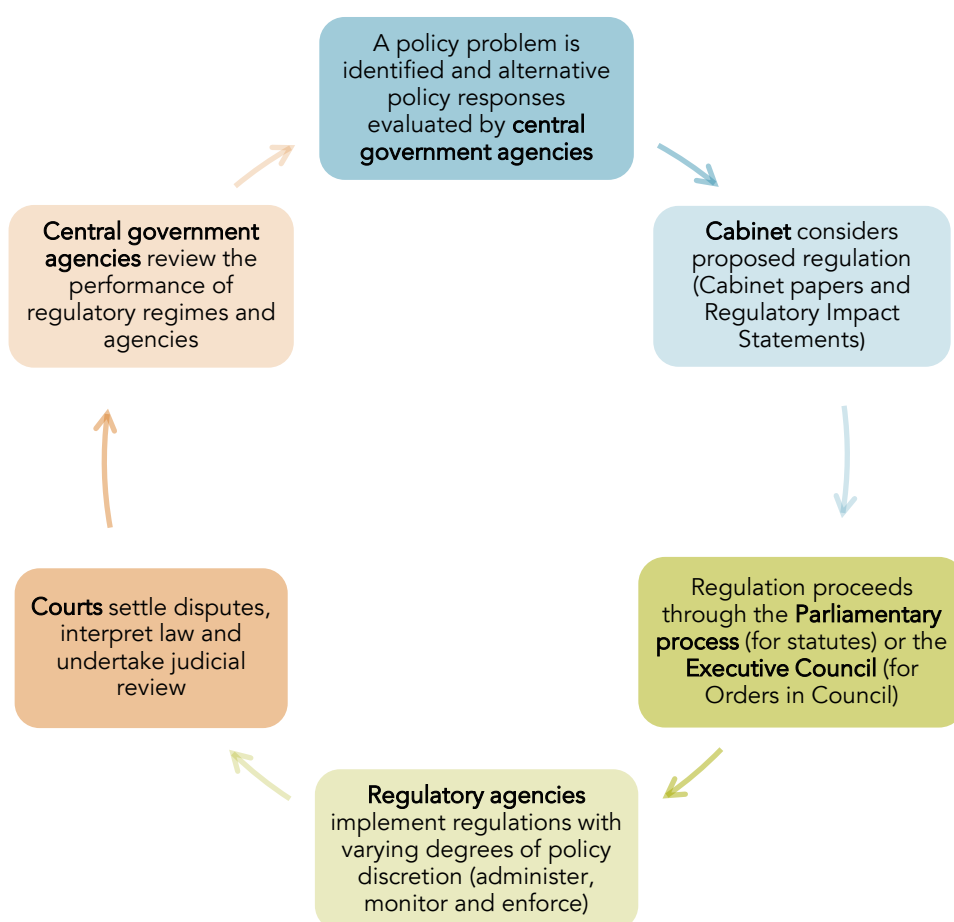 A policy problem is
identified and alternative
policy responses
evaluated by central
government agencies
Cabinet considers
proposed regulation
(Cabinet papers and
Regulatory Impact
Statements)
Regulation proceeds
through the Parliamentary
process (for statutes) or the
Executive Council (for
Orders in Council)
Regulatory agencies
implement regulations with
varying degrees of policy
discretion (administer,
monitor and enforce)
Courts settle disputes,
interpret law and
undertake judicial
review
Central government
agencies review the
performance of
regulatory regimes and
agencies